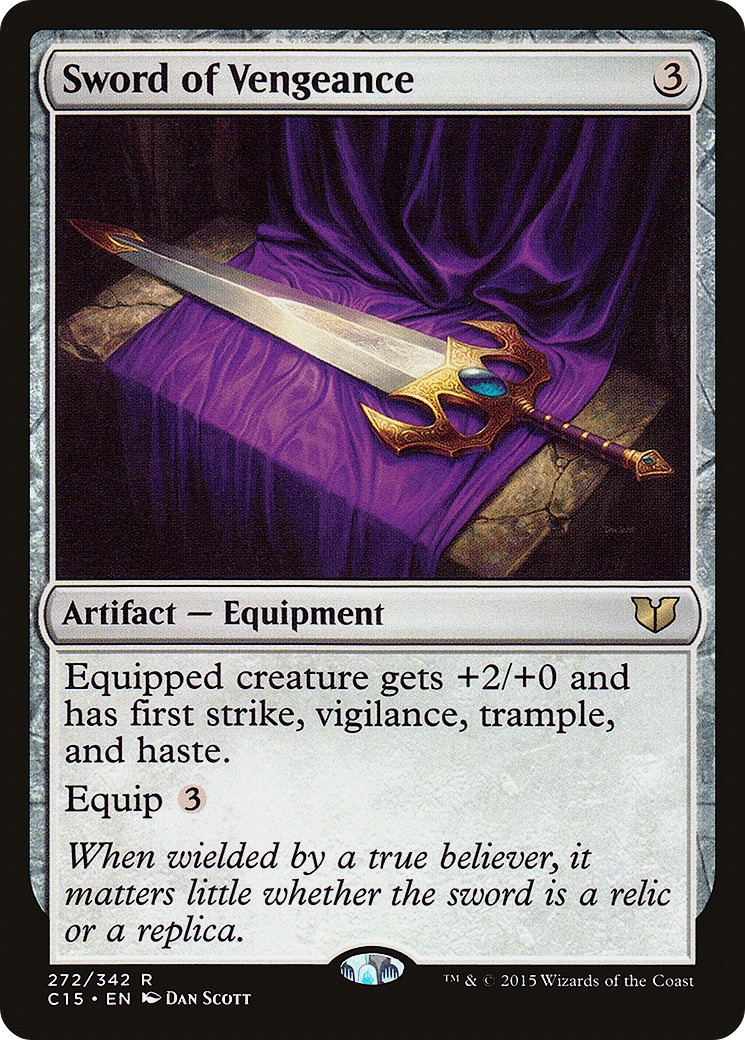 Sword of Vengeance
3
Artifact — Equipment
Equipped creature gets +2/+0 and
has first strike, vigilance, trample,
and haste.
Equip 3
When wielded by a true believer, it
matters little whether the sword is a relic
or a replica.
272/342 R
C15 • EN Dan Scott
™ & © 2015 Wizards of the Coast